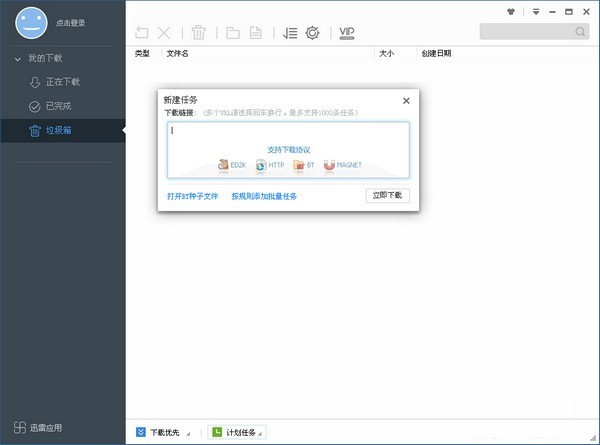 点击登录
我的下载
正在下载
已完成
垃圾箱
迅雷应用
VIP
类型 文件名 大小 创建日期
新建任务
下载链接: (多个URL请选择回车换行，最多支持1000条任务)
支持下载协议
ED2K HTTP BT MAGNET
打开BT种子文件 按规则添加批量任务 立即下载
下载优先 计划任务